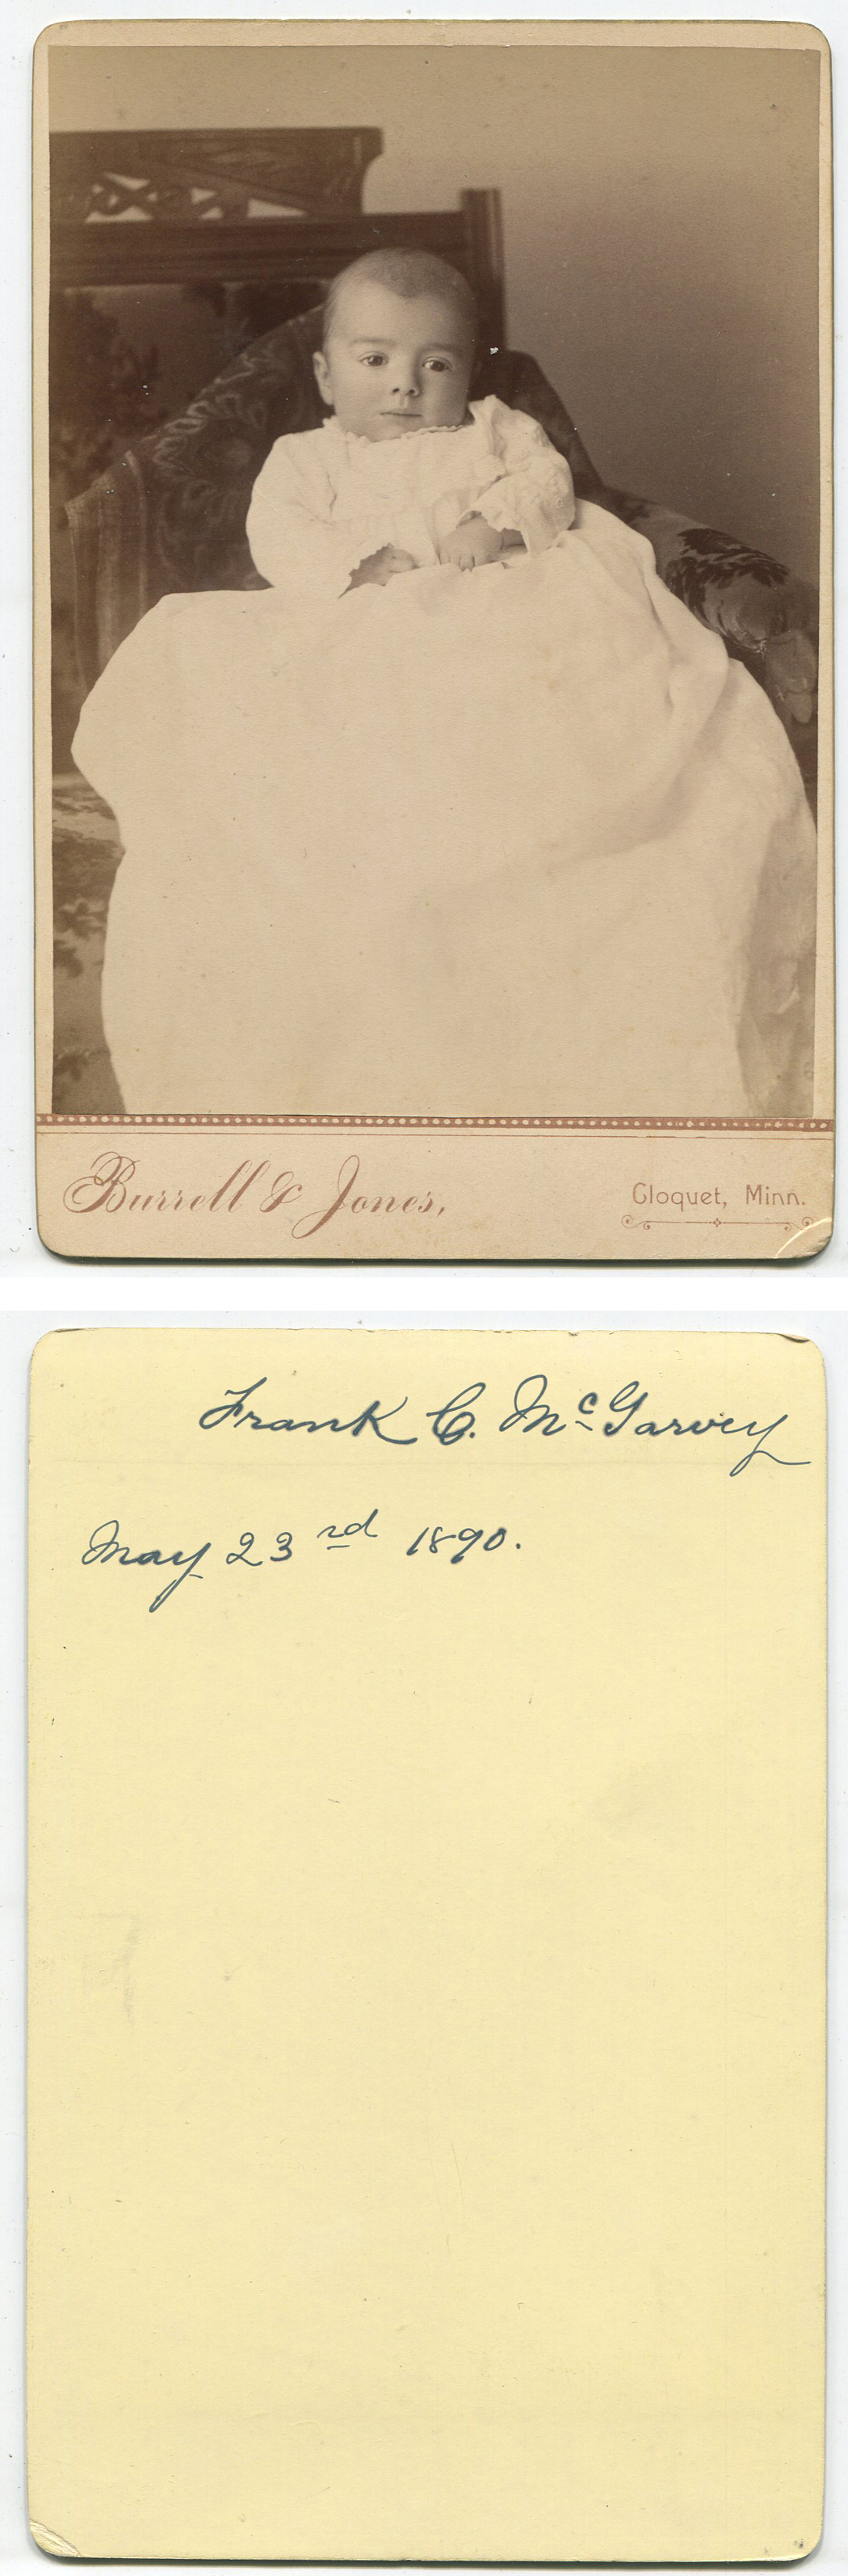 Burrell & Jones,
Cloquet, Minn.
Frank C. McGarvey
May 23rd 1890.